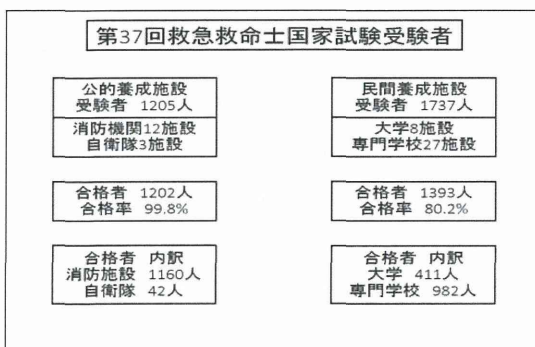 第37回救急救命士国家試験受験者
公的養成施設
受験者 1205人
消防機関12施設
自衛隊3施設
合格者 1202人
合格率 99.8%
合格者 内訳
消防施設 1160人
自衛隊 42人
民間養成施設
受験者 1737人
大学8施設
専門学校27施設
合格者 1393人
合格率 80.2%
合格者 内訳
大学 411人
専門学校 982人